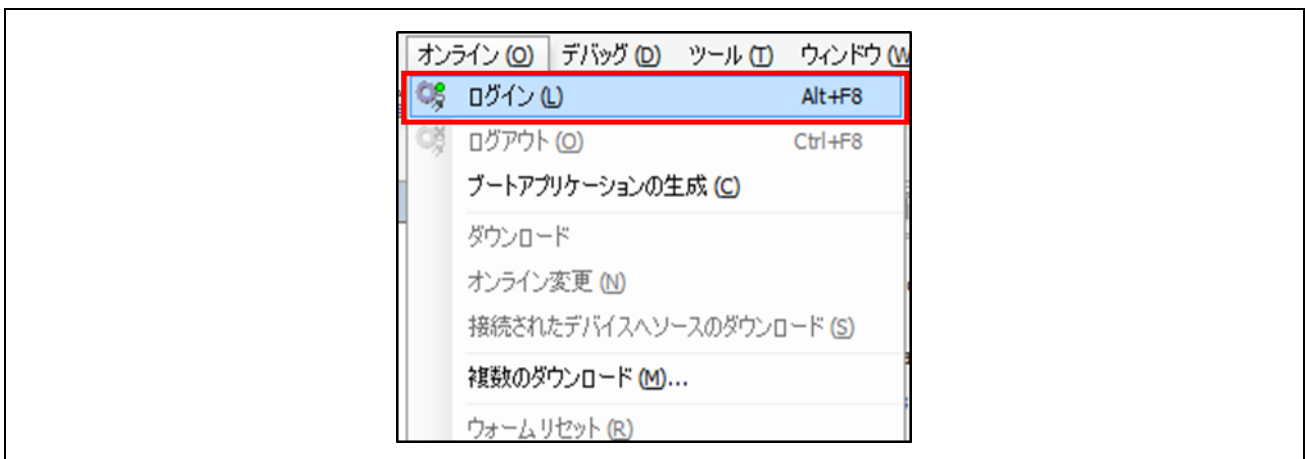 オンライン (O) デバッグ (D) ツール (T) ウィンドウ (W
ログイン (L) Alt+F8
ログアウト (O) Ctrl+F8
ブートアプリケーションの生成 (C)
ダウンロード
オンライン変更 (N)
接続されたデバイスへソースのダウンロード (S)
複数のダウンロード (M)...
ウォームリセット (R)